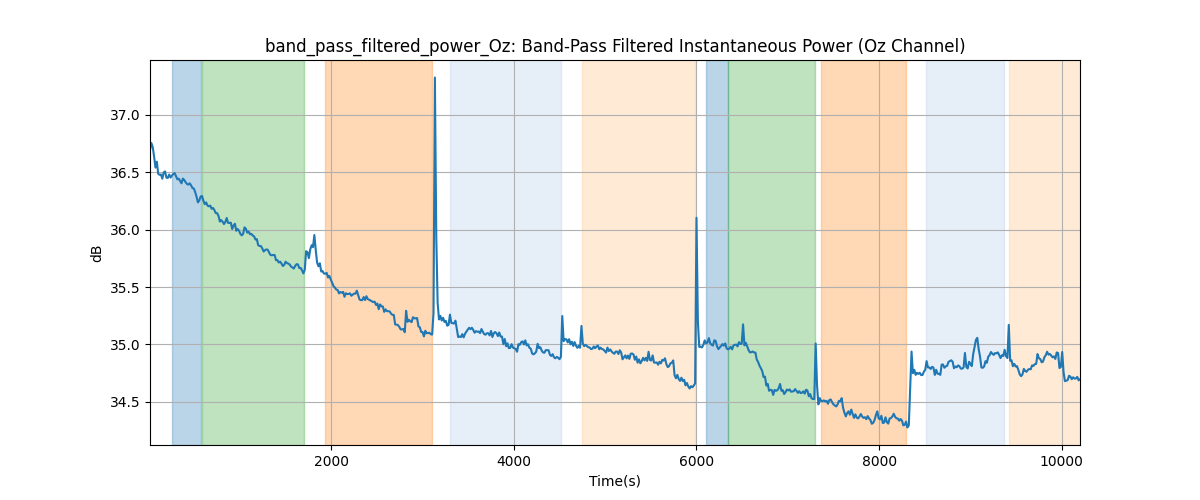 band_pass_filtered_power_Oz: Band-Pass Filtered Instantaneous Power (Oz Channel)
37.0
36.5
36.0
35.5
35.0
34.5
dB
2000 4000 6000 8000 10000
Time(s)